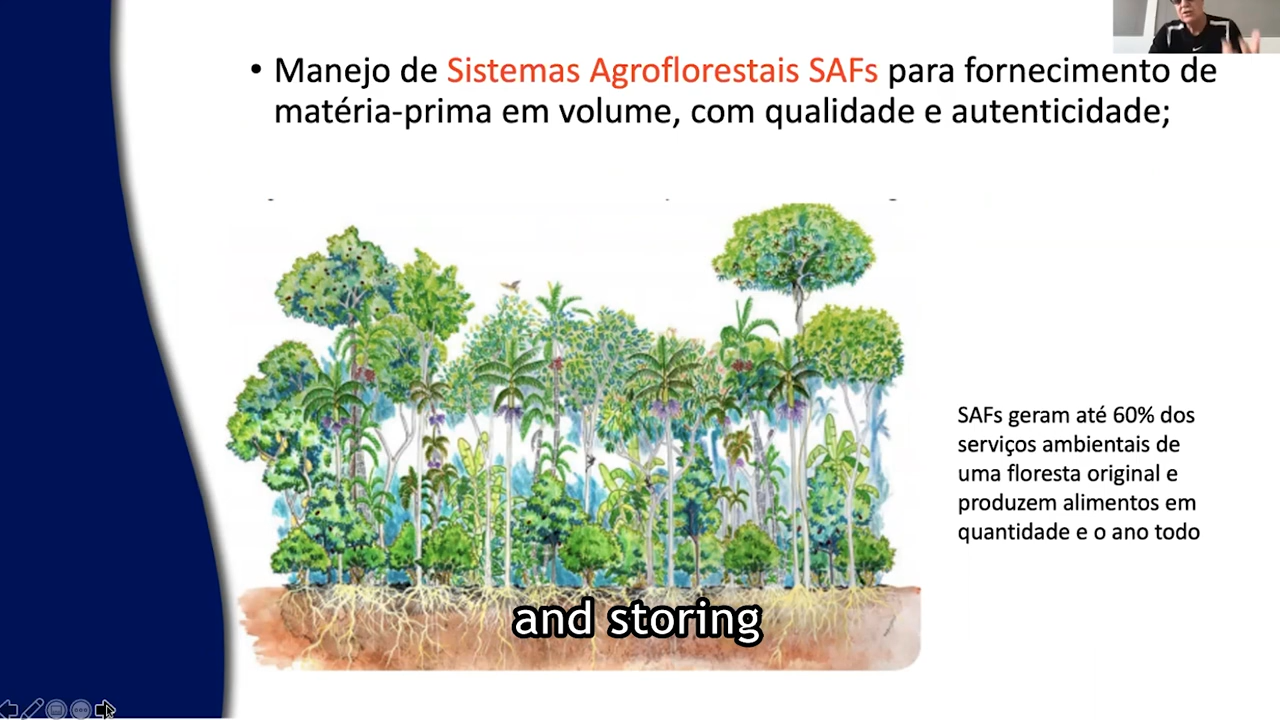 • Manejo de Sistemas Agroflorestais SAFs para fornecimento de
matéria-prima em volume, com qualidade e autenticidade;
SAFs geram até 60% dos
serviços ambientais de
uma floresta original e
produzem alimentos em
quantidade e o ano todo
and storing